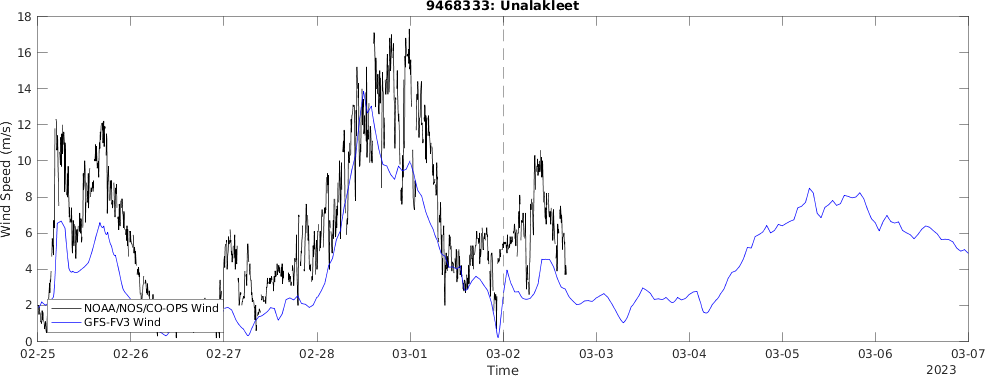 9468333: Unalakleet
Wind Speed (m/s)
18
16
14
12
10
8
6
4
2
0
NOAA/NOS/CO-OPS Wind
GFS-FV3 Wind
02-25 02-26 02-27 02-28 03-01 03-02 03-03 03-04 03-05 03-06 03-07
Time
2023